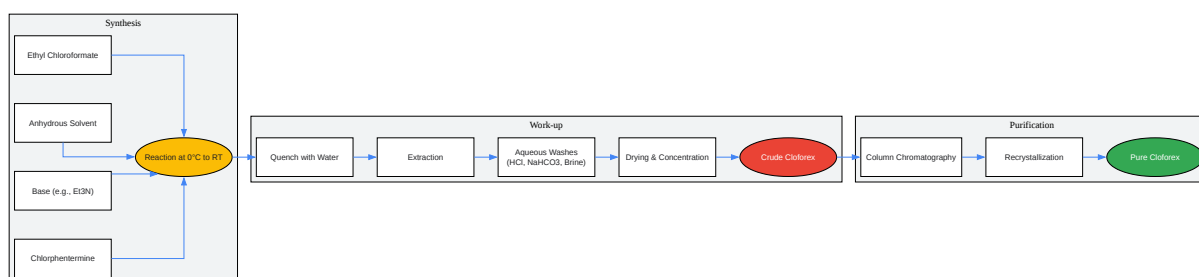 Synthesis
Ethyl Chloroformate
Anhydrous Solvent
Reaction at 0°C to RT
Base (e.g., Et3N)
Chlorphentermine
Work-up
Quench with Water
Extraction
Aqueous Washes
(HCl, NaHCO3, Brine)
Drying & Concentration
Crude Cloforex
Purification
Column Chromatography
Recrystallization
Pure Cloforex